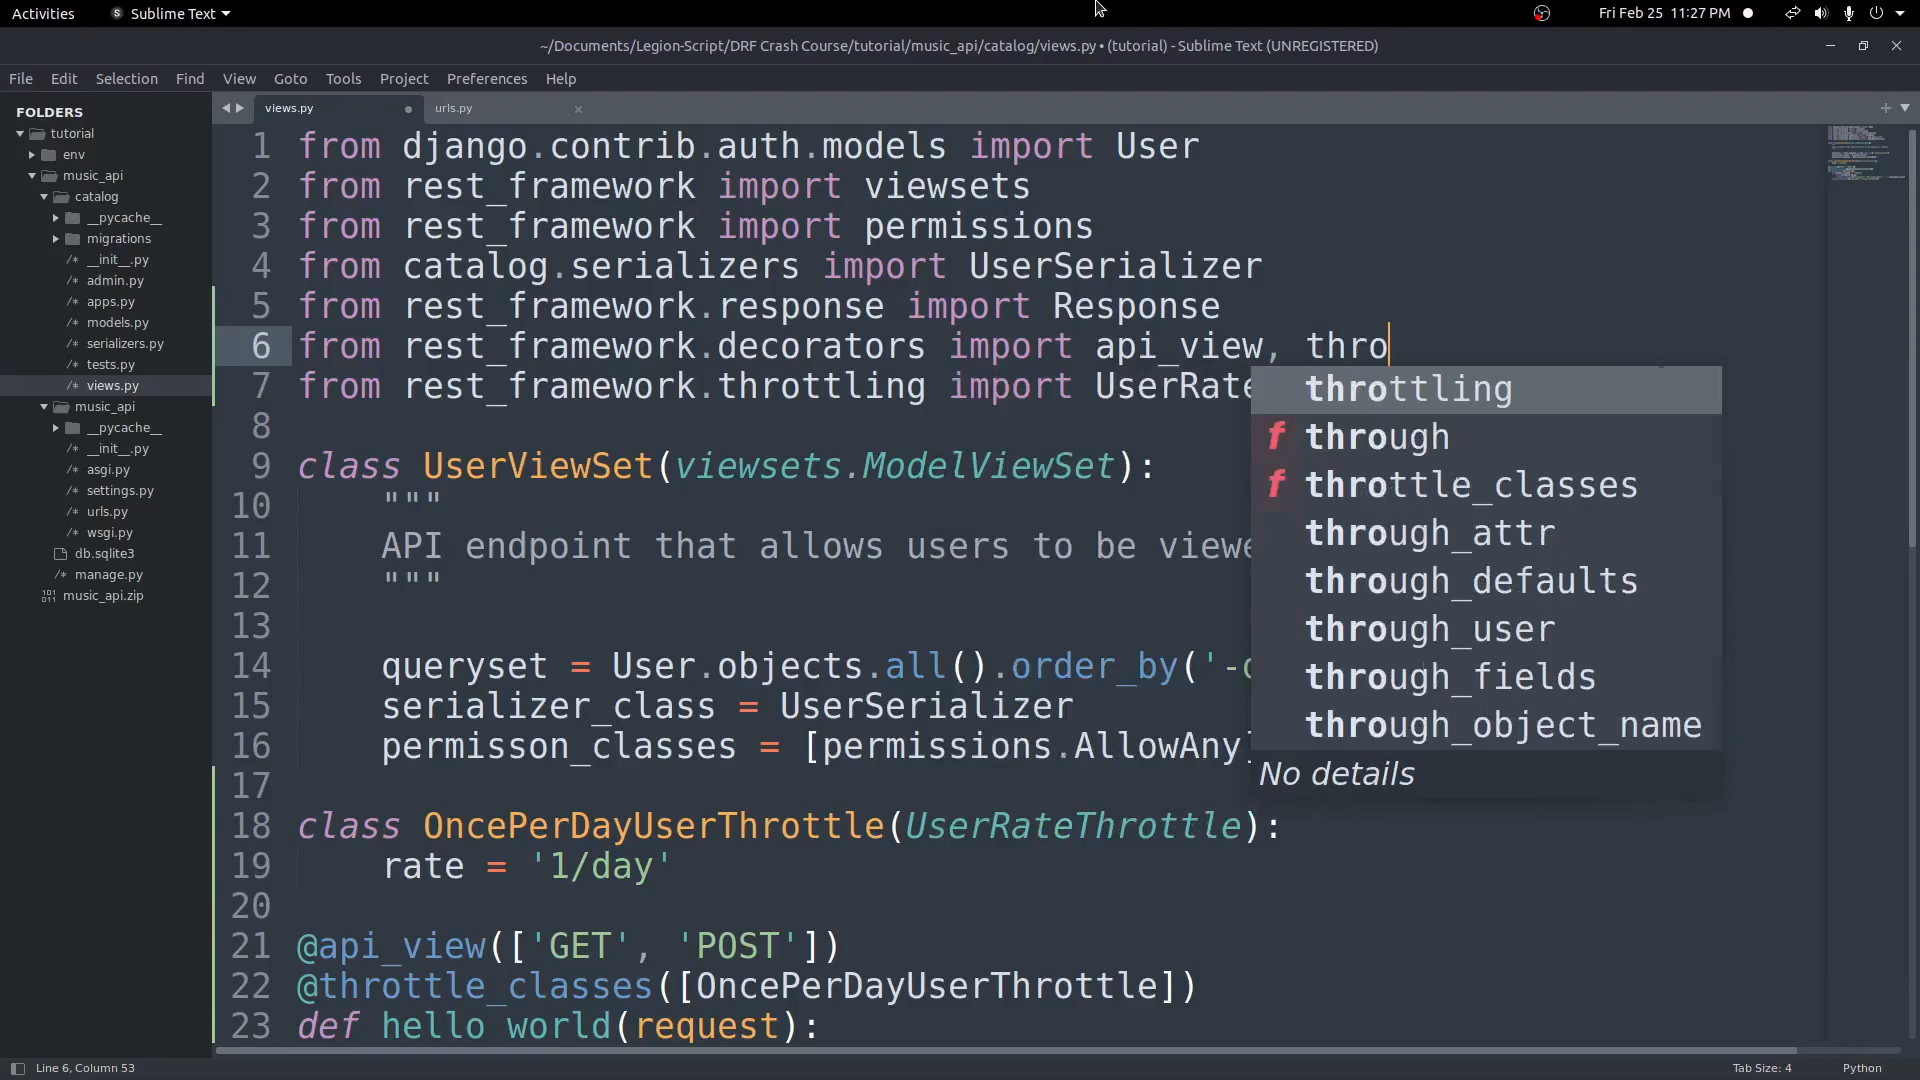 Activities
Sublime Text
Fri Feb 25 11:27 PM
~/Documents/Legion-Script/DRF Crash Course/tutorial/music_api/catalog/views.py • (tutorial) - Sublime Text (UNREGISTERED)
File Edit Selection Find View Goto Tools Project Preferences Help
FOLDERS
tutorial
env
music_api
catalog
__pycache__
migrations
__init__.py
admin.py
apps.py
models.py
serializers.py
tests.py
views.py
music_api
__pycache__
__init__.py
asgi.py
settings.py
urls.py
wsgi.py
db.sqlite3
manage.py
music_api.zip
views.py
urls.py
1 from django.contrib.auth.models import User
2 from rest_framework import viewsets
3 from rest_framework import permissions
4 from catalog.serializers import UserSerializer
5 from rest_framework.response import Response
6 from rest_framework.decorators import api_view, thro
7 from rest_framework.throttling import UserRate
8
9 class UserViewSet(viewsets.ModelViewSet):
10 """
11 API endpoint that allows users to be viewe
12 """
13
14 queryset = User.objects.all().order_by('-
15 serializer_class = UserSerializer
16 permisson_classes = [permissions.AllowAny]
17
18 class OncePerDayUserThrottle(UserRateThrottle):
19 rate = '1/day'
20
21 @api_view(['GET', 'POST'])
22 @throttle_classes([OncePerDayUserThrottle])
23 def hello_world(request):
throttling
f through
f throttle_classes
through_attr
through_defaults
through_user
through_fields
through_object_name
No details
Line 6, Column 53
Tab Size: 4
Python